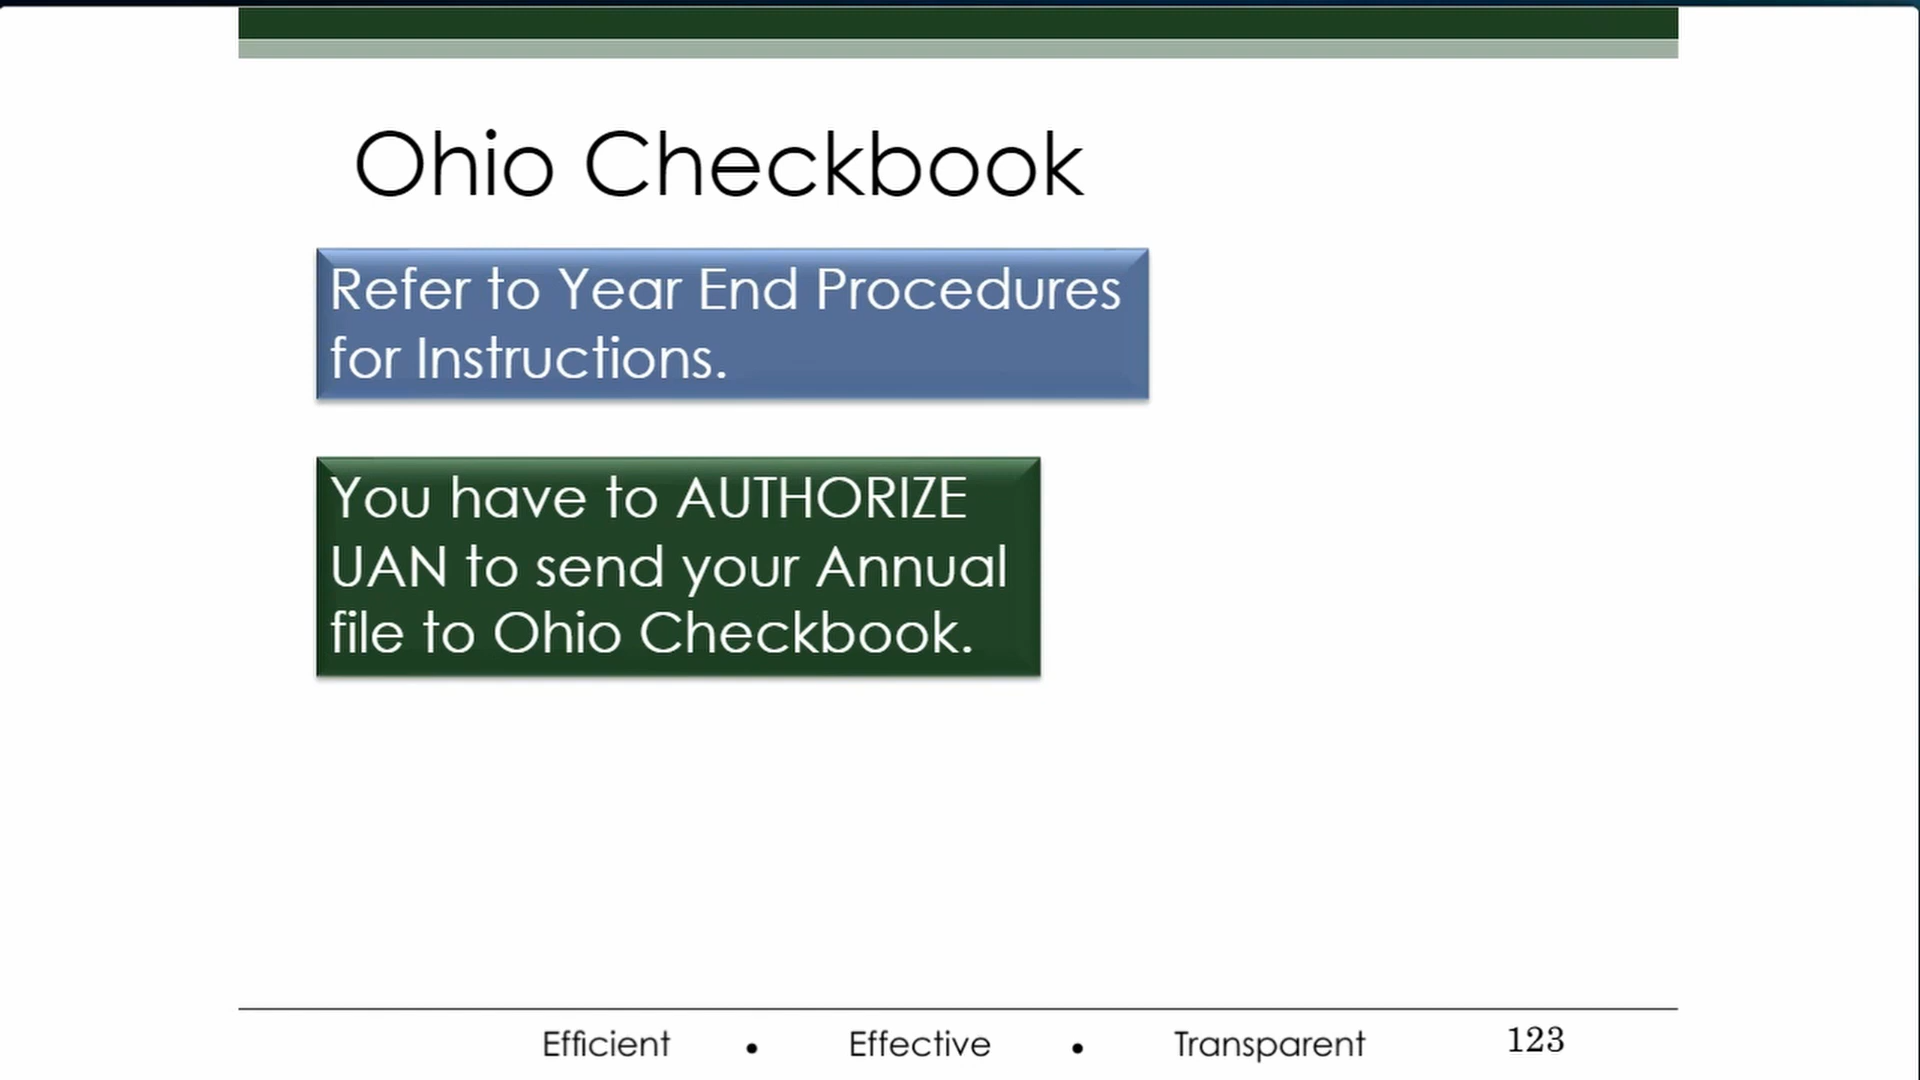 Ohio Checkbook
Refer to Year End Procedures
for Instructions.
You have to AUTHORIZE
UAN to send your Annual
file to Ohio Checkbook.
Efficient • Effective • Transparent 123